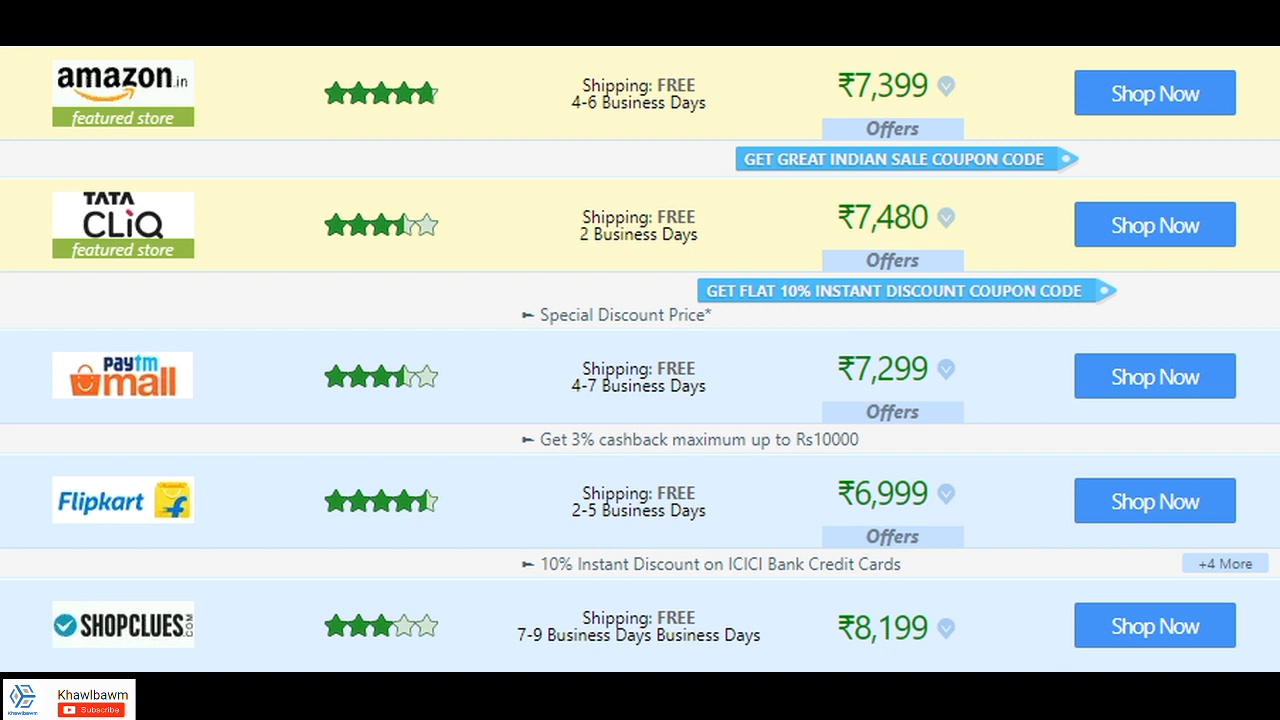 amazon.in
featured store
Shipping: FREE
4-6 Business Days
₹7,399
Offers
Shop Now
GET GREAT INDIAN SALE COUPON CODE
TATA
CLiQ
featured store
Shipping: FREE
2 Business Days
₹7,480
Offers
Shop Now
GET FLAT 10% INSTANT DISCOUNT COUPON CODE
Special Discount Price*
paytm
mall
Shipping: FREE
4-7 Business Days
₹7,299
Offers
Shop Now
Get 3% cashback maximum up to Rs10000
Flipkart
Shipping: FREE
2-5 Business Days
₹6,999
Offers
Shop Now
10% Instant Discount on ICICI Bank Credit Cards
+4 More
SHOPCLUES.COM
Shipping: FREE
7-9 Business Days Business Days
₹8,199
Shop Now
Khawlbawm
Khawlbawm
Subscribe